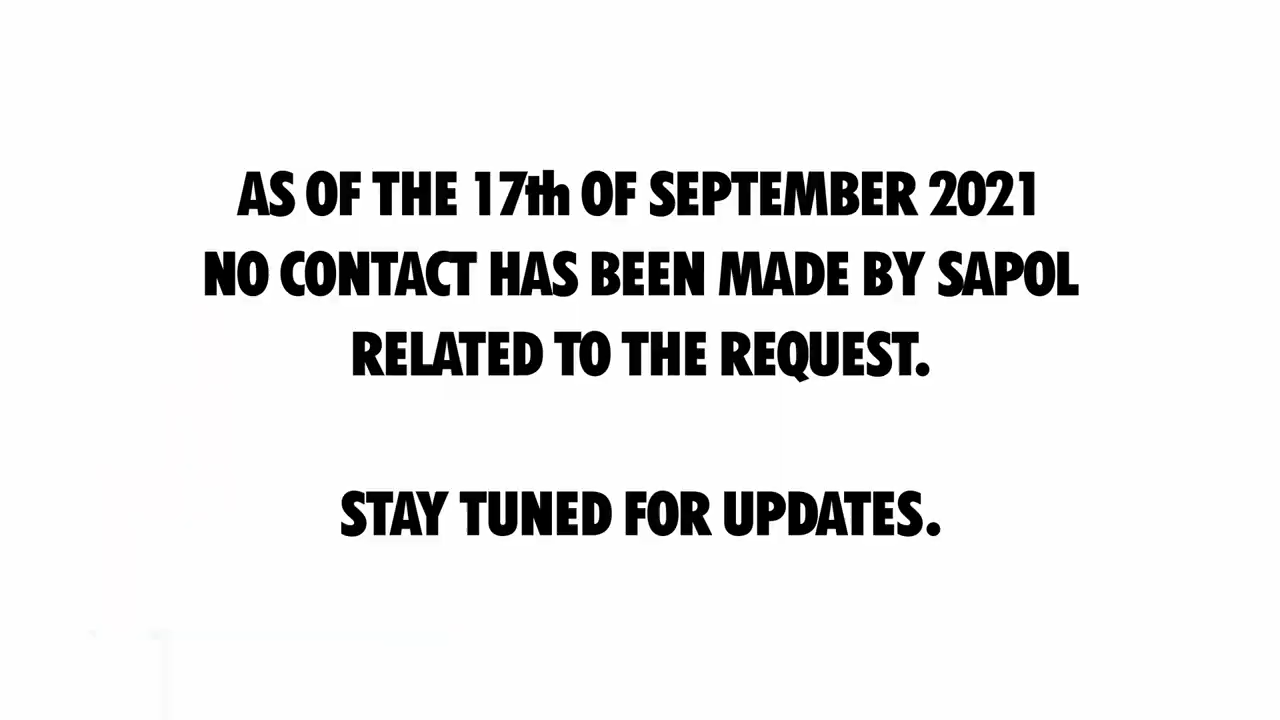 AS OF THE 17th OF SEPTEMBER 2021
NO CONTACT HAS BEEN MADE BY SAPOL
RELATED TO THE REQUEST.
STAY TUNED FOR UPDATES.